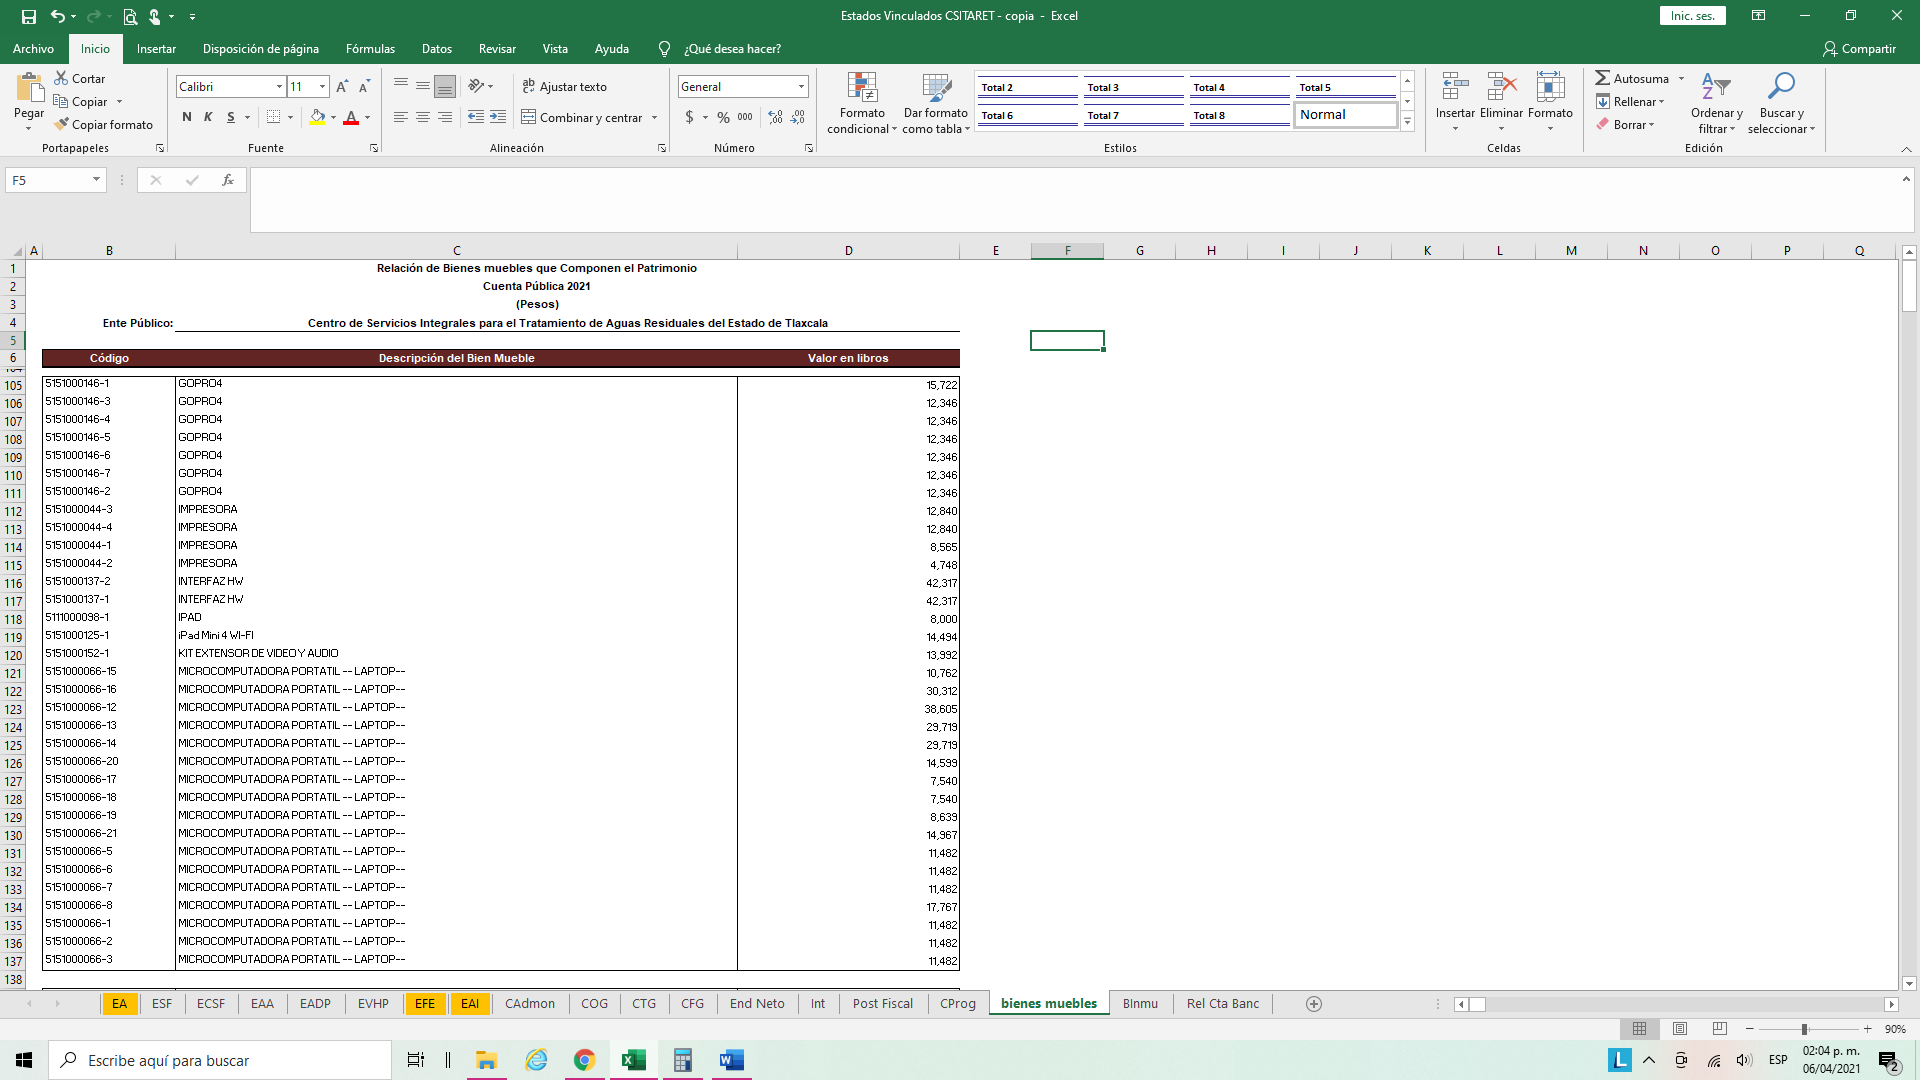 Estados Vinculados CSITARET - copia - Excel
Inic. ses.
Archivo Inicio Insertar Disposición de página Fórmulas Datos Revisar Vista Ayuda ¿Qué desea hacer? Compartir
Pegar
Cortar
Copiar
Copiar formato
Portapapeles
Calibri 11
N K S
Fuente
Ajustar texto
Combinar y centrar
Alineación
General
$ % 000
Número
Formato condicional
Dar formato como tabla
Total 2 Total 3 Total 4 Total 5
Total 6 Total 7 Total 8 Normal
Estilos
Insertar Eliminar Formato
Celdas
Autosuma
Rellenar
Borrar
Ordenar y filtrar
Buscar y seleccionar
Edición
F5
fx
A B C D E F G H I J K L M N O P Q
1 Relación de Bienes muebles que Componen el Patrimonio
2 Cuenta Pública 2021
3 (Pesos)
4 Ente Público: Centro de Servicios Integrales para el Tratamiento de Aguas Residuales del Estado de Tlaxcala
5
6 Código Descripción del Bien Mueble Valor en libros
105 5151000146-1 GOPRO4 15,722
106 5151000146-3 GOPRO4 12,346
107 5151000146-4 GOPRO4 12,346
108 5151000146-5 GOPRO4 12,346
109 5151000146-6 GOPRO4 12,346
110 5151000146-7 GOPRO4 12,346
111 5151000146-2 GOPRO4 12,346
112 5151000044-3 IMPRESORA 12,840
113 5151000044-4 IMPRESORA 12,840
114 5151000044-1 IMPRESORA 8,565
115 5151000044-2 IMPRESORA 4,748
116 5151000137-2 INTERFAZ HW 42,317
117 5151000137-1 INTERFAZ HW 42,317
118 5111000098-1 IPAD 8,000
119 5151000125-1 iPad Mini 4 WI-FI 14,494
120 5151000152-1 KIT EXTENSOR DE VIDEO Y AUDIO 13,992
121 5151000066-15 MICROCOMPUTADORA PORTATIL -- LAPTOP-- 10,762
122 5151000066-16 MICROCOMPUTADORA PORTATIL -- LAPTOP-- 30,312
123 5151000066-12 MICROCOMPUTADORA PORTATIL -- LAPTOP-- 38,605
124 5151000066-13 MICROCOMPUTADORA PORTATIL -- LAPTOP-- 29,719
125 5151000066-14 MICROCOMPUTADORA PORTATIL -- LAPTOP-- 29,719
126 5151000066-20 MICROCOMPUTADORA PORTATIL -- LAPTOP-- 14,599
127 5151000066-17 MICROCOMPUTADORA PORTATIL -- LAPTOP-- 7,540
128 5151000066-18 MICROCOMPUTADORA PORTATIL -- LAPTOP-- 7,540
129 5151000066-19 MICROCOMPUTADORA PORTATIL -- LAPTOP-- 8,639
130 5151000066-21 MICROCOMPUTADORA PORTATIL -- LAPTOP-- 14,967
131 5151000066-5 MICROCOMPUTADORA PORTATIL -- LAPTOP-- 11,482
132 5151000066-6 MICROCOMPUTADORA PORTATIL -- LAPTOP-- 11,482
133 5151000066-7 MICROCOMPUTADORA PORTATIL -- LAPTOP-- 11,482
134 5151000066-8 MICROCOMPUTADORA PORTATIL -- LAPTOP-- 17,767
135 5151000066-1 MICROCOMPUTADORA PORTATIL -- LAPTOP-- 11,482
136 5151000066-2 MICROCOMPUTADORA PORTATIL -- LAPTOP-- 11,482
137 5151000066-3 MICROCOMPUTADORA PORTATIL -- LAPTOP-- 11,482
138
EA ESF ECSF EAA EADP EVHP EFE EAI CAdmon COG CTG CFG End Neto Int Post Fiscal CProg bienes muebles BInmu Rel Cta Banc
90%
Escribe aquí para buscar
ESP
02:04 p. m.
06/04/2021
2